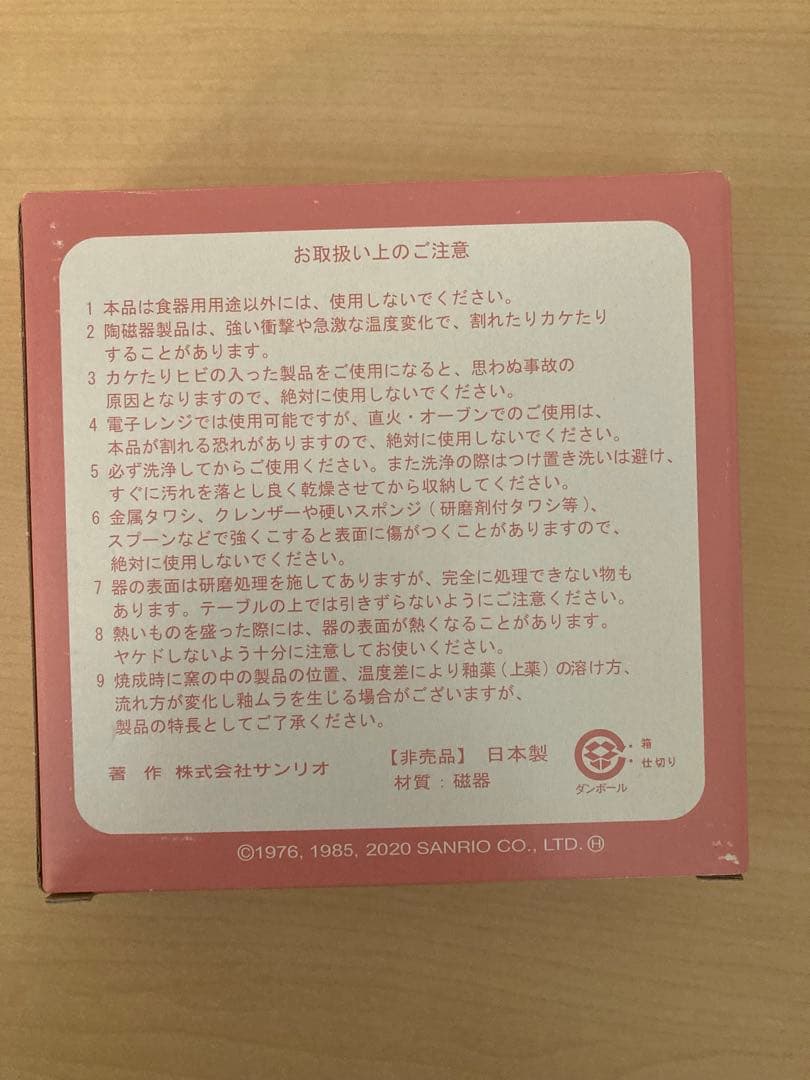 お取扱い上のご注意
1 本品は食器用用途以外には、使用しないでください。
2 陶磁器製品は、強い衝撃や急激な温度変化で、割れたりカケたり
することがあります。
3 カケたりヒビの入った製品をご使用になると、思わぬ事故の
原因となりますので、絶対に使用しないでください。
4 電子レンジでは使用可能ですが、直火・オーブンでのご使用は、
本品が割れる恐れがありますので、絶対に使用しないでください。
5 必ず洗浄してからご使用ください。また洗浄の際はつけ置き洗いは避け、
すぐに汚れを落とし良く乾燥させてから収納してください。
6 金属タワシ、クレンザーや硬いスポンジ(研磨剤付タワシ等)、
スプーンなどで強くこすると表面に傷がつくことがありますので、
絶対に使用しないでください。
7 器の表面は研磨処理を施してありますが、完全に処理できない物も
あります。テーブルの上では引きずらないようにご注意ください。
8 熱いものを盛った際には、器の表面が熱くなることがあります。
ヤケドしないよう十分に注意してお使いください。
9 焼成時に窯の中の製品の位置、温度差により釉薬(上薬)の溶け方、
流れ方が変化し釉ムラを生じる場合がございますが、
製品の特長としてご了承ください。
著 作 株式会社サンリオ
【非売品】 日本製
材質:磁器
・箱
・仕切り
ダンボール
©1976, 1985, 2020 SANRIO CO., LTD. Ⓗ